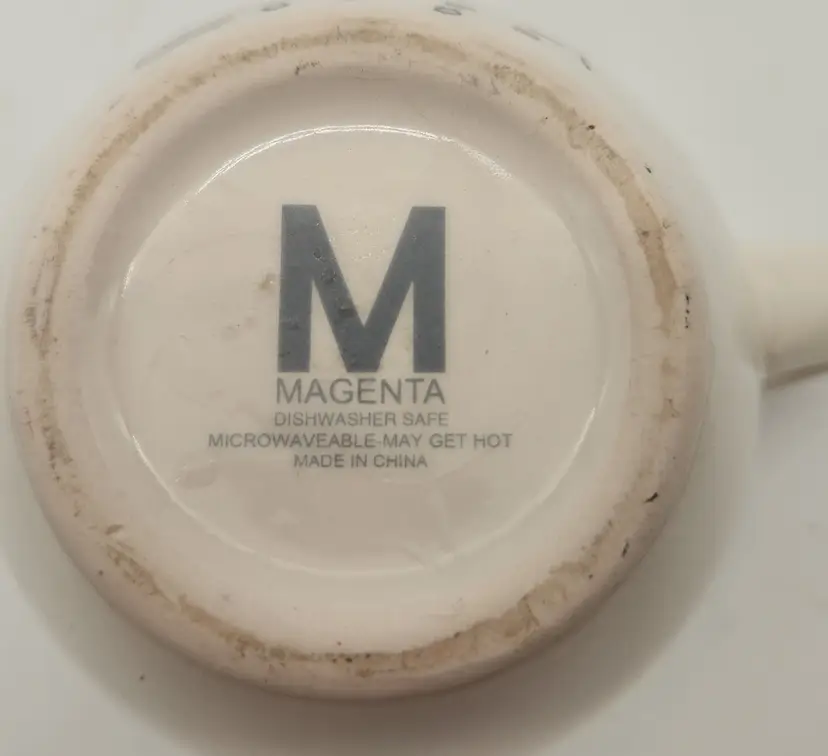 M
MAGENTA
DISHWASHER SAFE
MICROWAVEABLE-MAY GET HOT
MADE IN CHINA